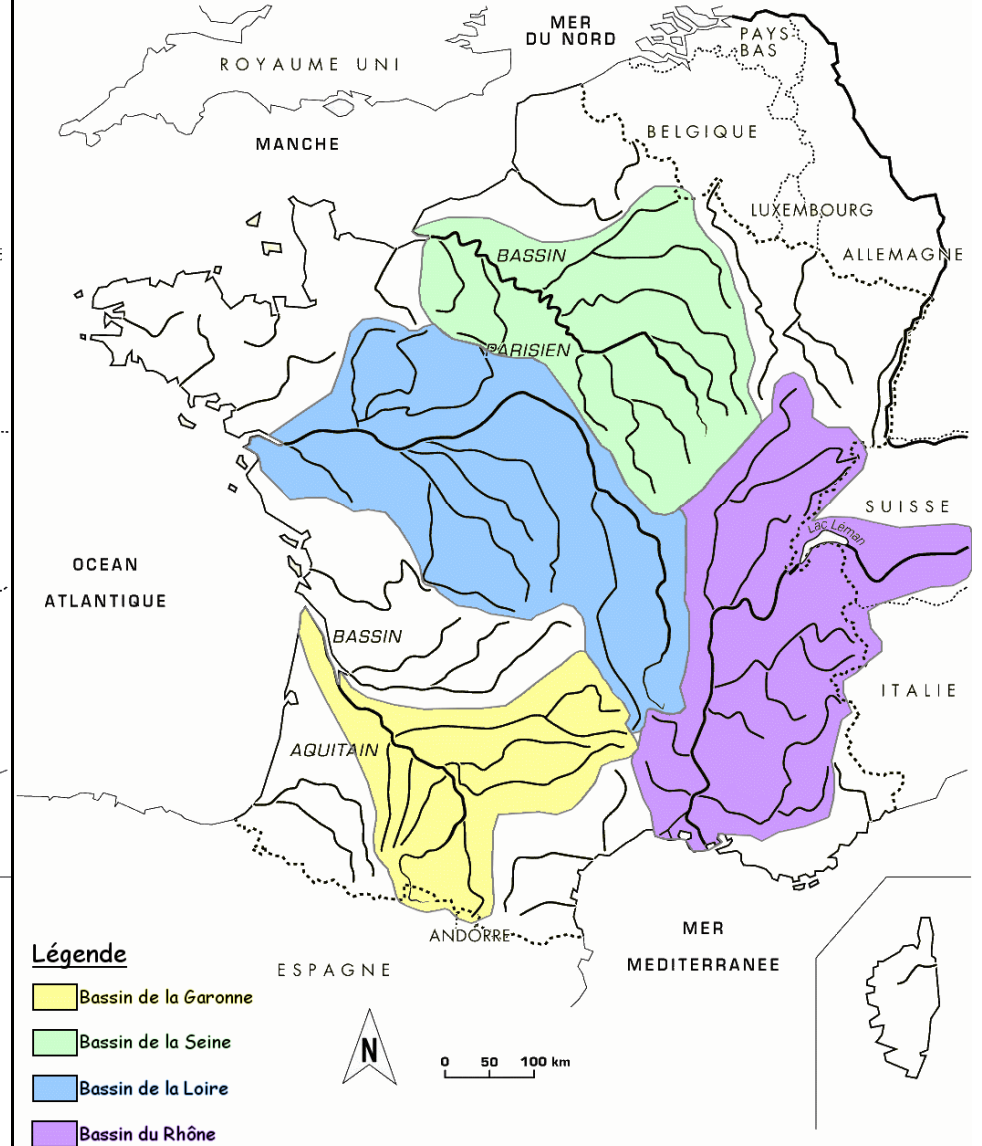 MER
DU NORD
PAYS-
BAS
ROYAUME UNI
BELGIQUE
MANCHE
LUXEMBOURG
ALLEMAGNE
BASSIN
PARISIEN
SUISSE
Lac Léman
OCEAN
ATLANTIQUE
BASSIN
ITALIE
AQUITAIN
ANDORRE
MER
MEDITERRANEE
ESPAGNE
Légende
Bassin de la Garonne
Bassin de la Seine
Bassin de la Loire
Bassin du Rhône
N
0 50 100 km